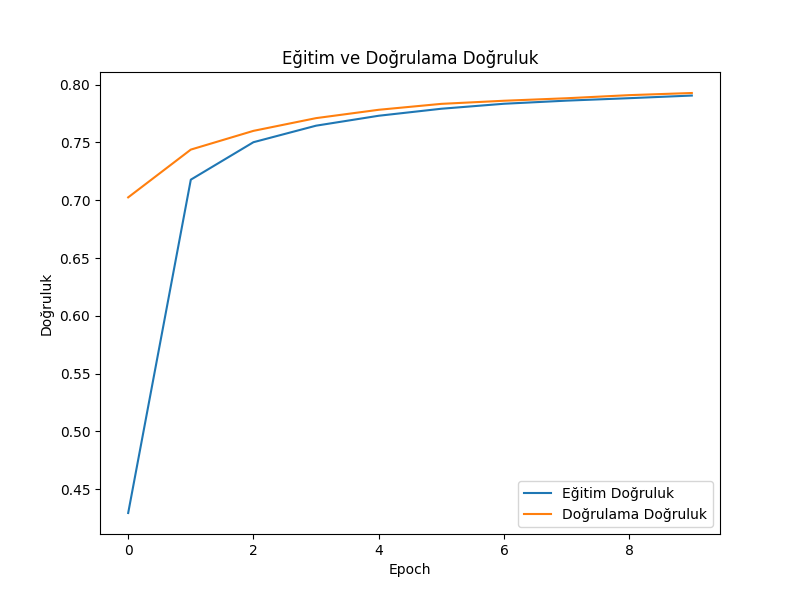 Eğitim ve Doğrulama Doğruluk
Doğruluk
0.80
0.75
0.70
0.65
0.60
0.55
0.50
0.45
0 2 4 6 8
Epoch
Eğitim Doğruluk
Doğrulama Doğruluk